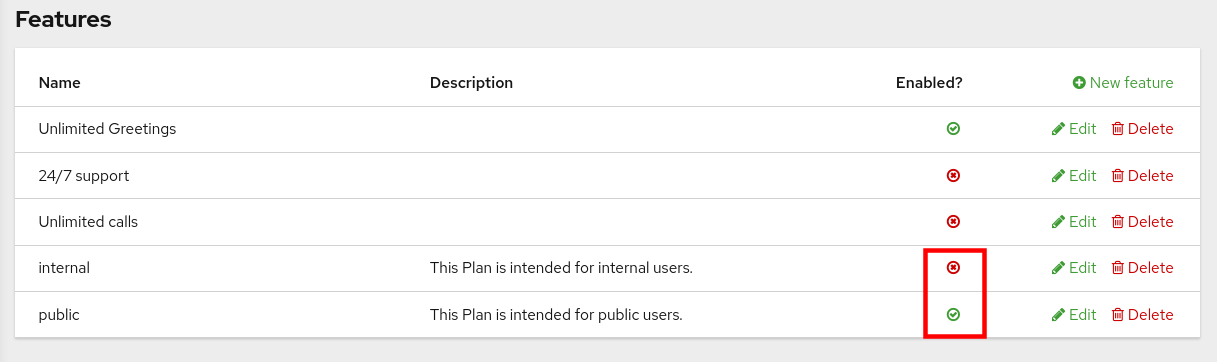 Features
Name Description Enabled? New feature
Unlimited Greetings Edit Delete
24/7 support Edit Delete
Unlimited calls Edit Delete
internal This Plan is intended for internal users. Edit Delete
public This Plan is intended for public users. Edit Delete